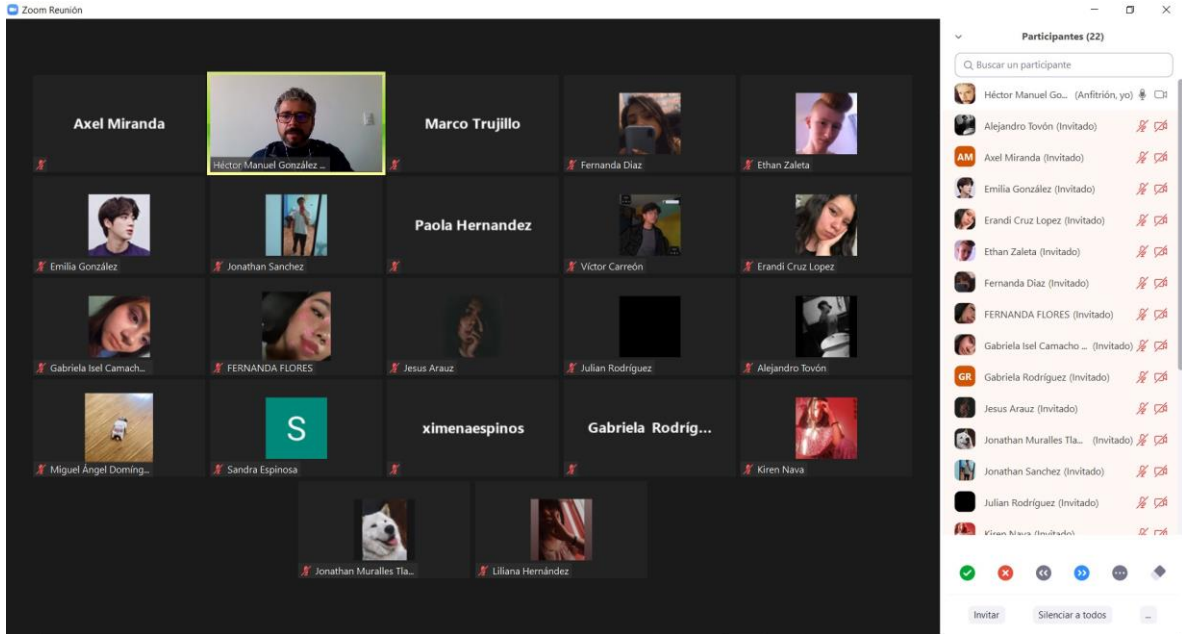 Zoom Reunión
Axel Miranda
Héctor Manuel González ...
Marco Trujillo
Fernanda Díaz
Ethan Zaleta
Emilia González
Jonathan Sanchez
Paola Hernandez
Víctor Carreón
Erandi Cruz Lopez
Gabriela Isel Camach...
FERNANDA FLORES
Jesus Arauz
Julian Rodríguez
Alejandro Tovón
Miguel Ángel Doming...
S
Sandra Espinosa
ximenaespinos
Gabriela Rodríg...
Kiren Nava
Jonathan Muralles Tla...
Liliana Hernández
Participantes (22)
Buscar un participante
Héctor Manuel Go... (Anfitrión, yo)
Alejandro Tovón (Invitado)
AM
Axel Miranda (Invitado)
Emilia González (Invitado)
Erandi Cruz Lopez (Invitado)
Ethan Zaleta (Invitado)
Fernanda Díaz (Invitado)
FERNANDA FLORES (Invitado)
Gabriela Isel Camacho ... (Invitado)
GR
Gabriela Rodríguez (Invitado)
Jesus Arauz (Invitado)
Jonathan Muralles Tla... (Invitado)
Jonathan Sanchez (Invitado)
Julian Rodríguez (Invitado)
Kiren Nava (Invitado)
Invitar
Silenciar a todos
...